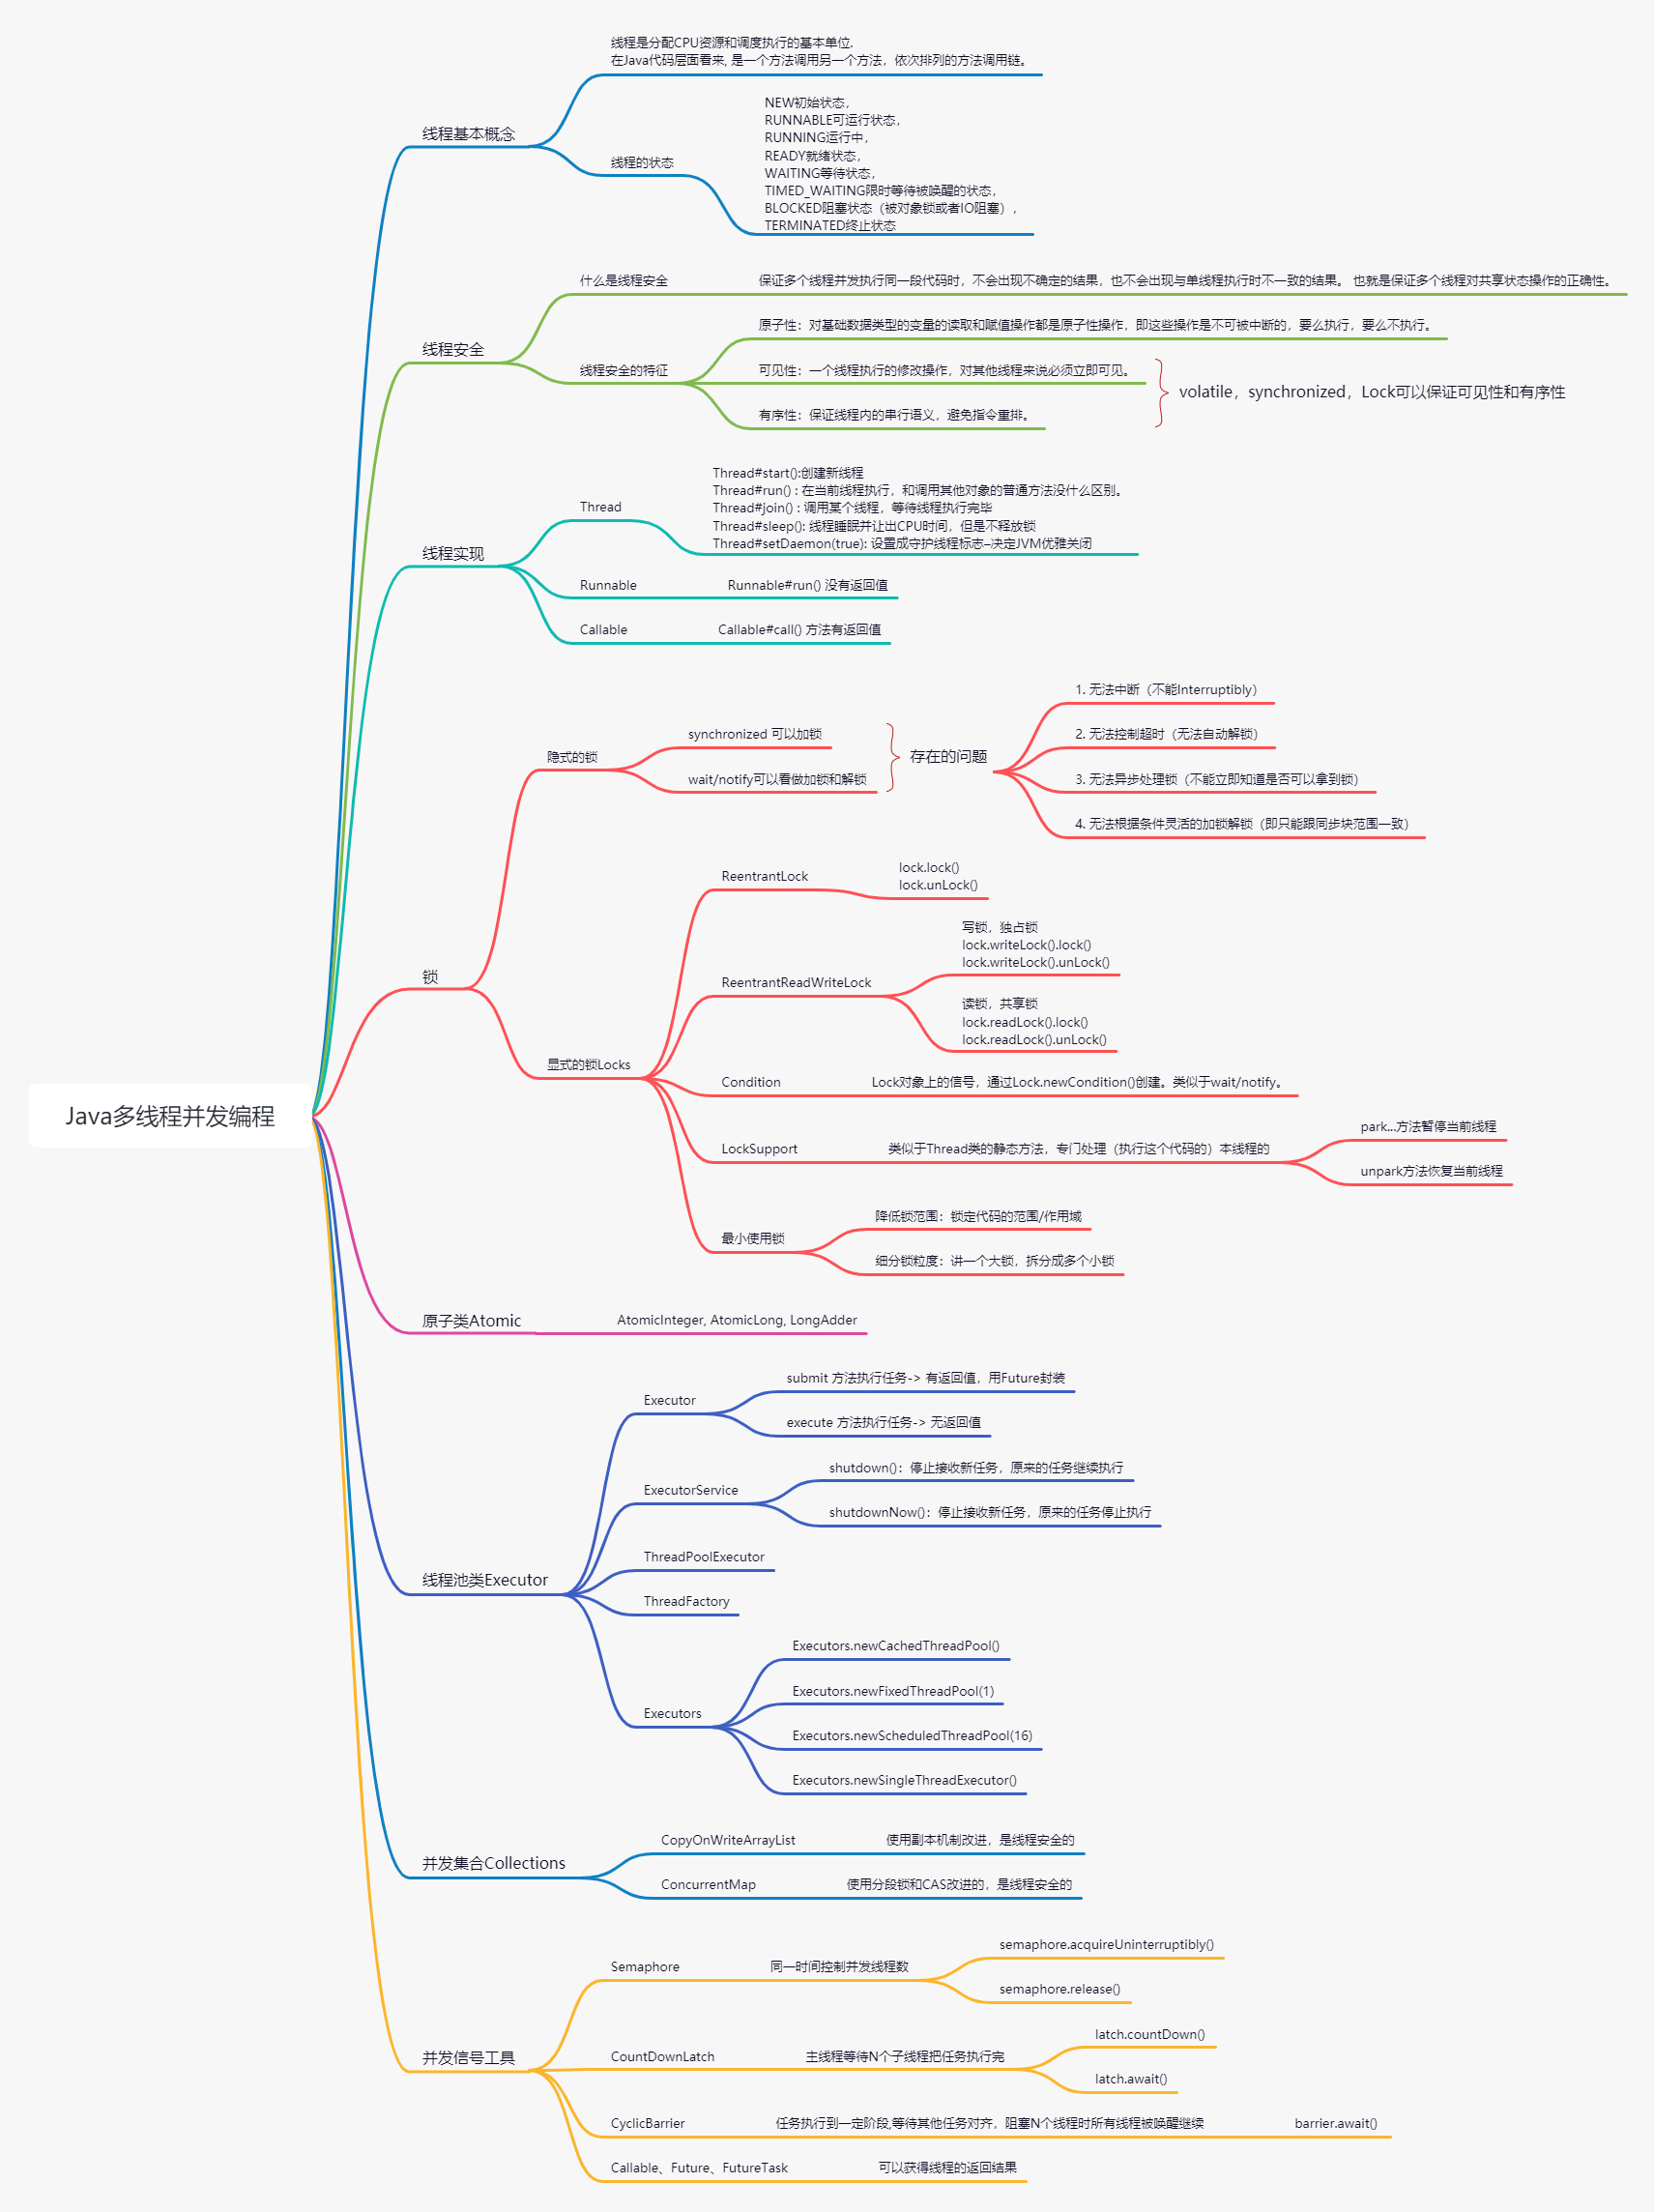 Java多线程并发编程
线程基本概念
线程是分配CPU资源和调度执行的基本单位.
在Java代码层面看来, 是一个方法调用另一个方法，依次排列的方法调用链。
线程的状态
NEW初始状态，
RUNNABLE可运行状态，
RUNNING运行中，
READY就绪状态，
WAITING等待状态，
TIMED_WAITING限时等待被唤醒的状态，
BLOCKED阻塞状态（被对象锁或者IO阻塞），
TERMINATED终止状态
线程安全
什么是线程安全
保证多个线程并发执行同一段代码时，不会出现不确定的结果，也不会出现与单线程执行时不一致的结果。 也就是保证多个线程对共享状态操作的正确性。
线程安全的特征
原子性：对基础数据类型的变量的读取和赋值操作都是原子性操作，即这些操作是不可被中断的，要么执行，要么不执行。
可见性：一个线程执行的修改操作，对其他线程来说必须立即可见。
有序性：保证线程内的串行语义，避免指令重排。
volatile，synchronized，Lock可以保证可见性和有序性
线程实现
Thread
Thread#start():创建新线程
Thread#run() : 在当前线程执行，和调用其他对象的普通方法没什么区别。
Thread#join() : 调用某个线程，等待线程执行完毕
Thread#sleep(): 线程睡眠并让出CPU时间，但是不释放锁
Thread#setDaemon(true): 设置成守护线程标志–决定JVM优雅关闭
Runnable
Runnable#run() 没有返回值
Callable
Callable#call() 方法有返回值
锁
隐式的锁
synchronized 可以加锁
wait/notify可以看做加锁和解锁
存在的问题
1. 无法中断（不能Interruptibly）
2. 无法控制超时（无法自动解锁）
3. 无法异步处理锁（不能立即知道是否可以拿到锁）
4. 无法根据条件灵活的加锁解锁（即只能跟同步块范围一致）
显式的锁Locks
ReentrantLock
lock.lock()
lock.unLock()
ReentrantReadWriteLock
写锁，独占锁
lock.writeLock().lock()
lock.writeLock().unLock()
读锁，共享锁
lock.readLock().lock()
lock.readLock().unLock()
Condition
Lock对象上的信号，通过Lock.newCondition()创建。类似于wait/notify。
LockSupport
类似于Thread类的静态方法，专门处理（执行这个代码的）本线程的
park...方法暂停当前线程
unpark方法恢复当前线程
最小使用锁
降低锁范围：锁定代码的范围/作用域
细分锁粒度：讲一个大锁，拆分成多个小锁
原子类Atomic
AtomicInteger, AtomicLong, LongAdder
线程池类Executor
Executor
submit 方法执行任务-> 有返回值，用Future封装
execute 方法执行任务-> 无返回值
ExecutorService
shutdown()：停止接收新任务，原来的任务继续执行
shutdownNow()：停止接收新任务，原来的任务停止执行
ThreadPoolExecutor
ThreadFactory
Executors
Executors.newCachedThreadPool()
Executors.newFixedThreadPool(1)
Executors.newScheduledThreadPool(16)
Executors.newSingleThreadExecutor()
并发集合Collections
CopyOnWriteArrayList
使用副本机制改进，是线程安全的
ConcurrentMap
使用分段锁和CAS改进的，是线程安全的
并发信号工具
Semaphore
同一时间控制并发线程数
semaphore.acquireUninterruptibly()
semaphore.release()
CountDownLatch
主线程等待N个子线程把任务执行完
latch.countDown()
latch.await()
CyclicBarrier
任务执行到一定阶段,等待其他任务对齐，阻塞N个线程时所有线程被唤醒继续
barrier.await()
Callable、Future、FutureTask
可以获得线程的返回结果